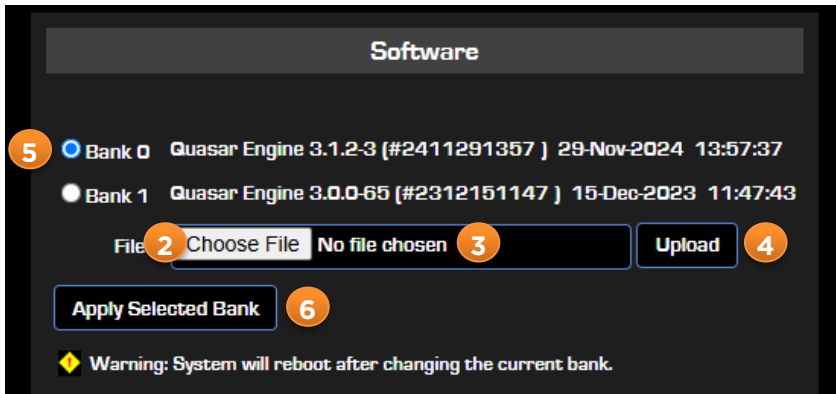 Software
5 Bank 0 Quasar Engine 3.1.2-3 (#2411291357 ) 29-Nov-2024 13:57:37
Bank 1 Quasar Engine 3.0.0-65 (#2312151147 ) 15-Dec-2023 11:47:43
File 2 Choose File No file chosen 3 Upload 4
Apply Selected Bank 6
Warning: System will reboot after changing the current bank.